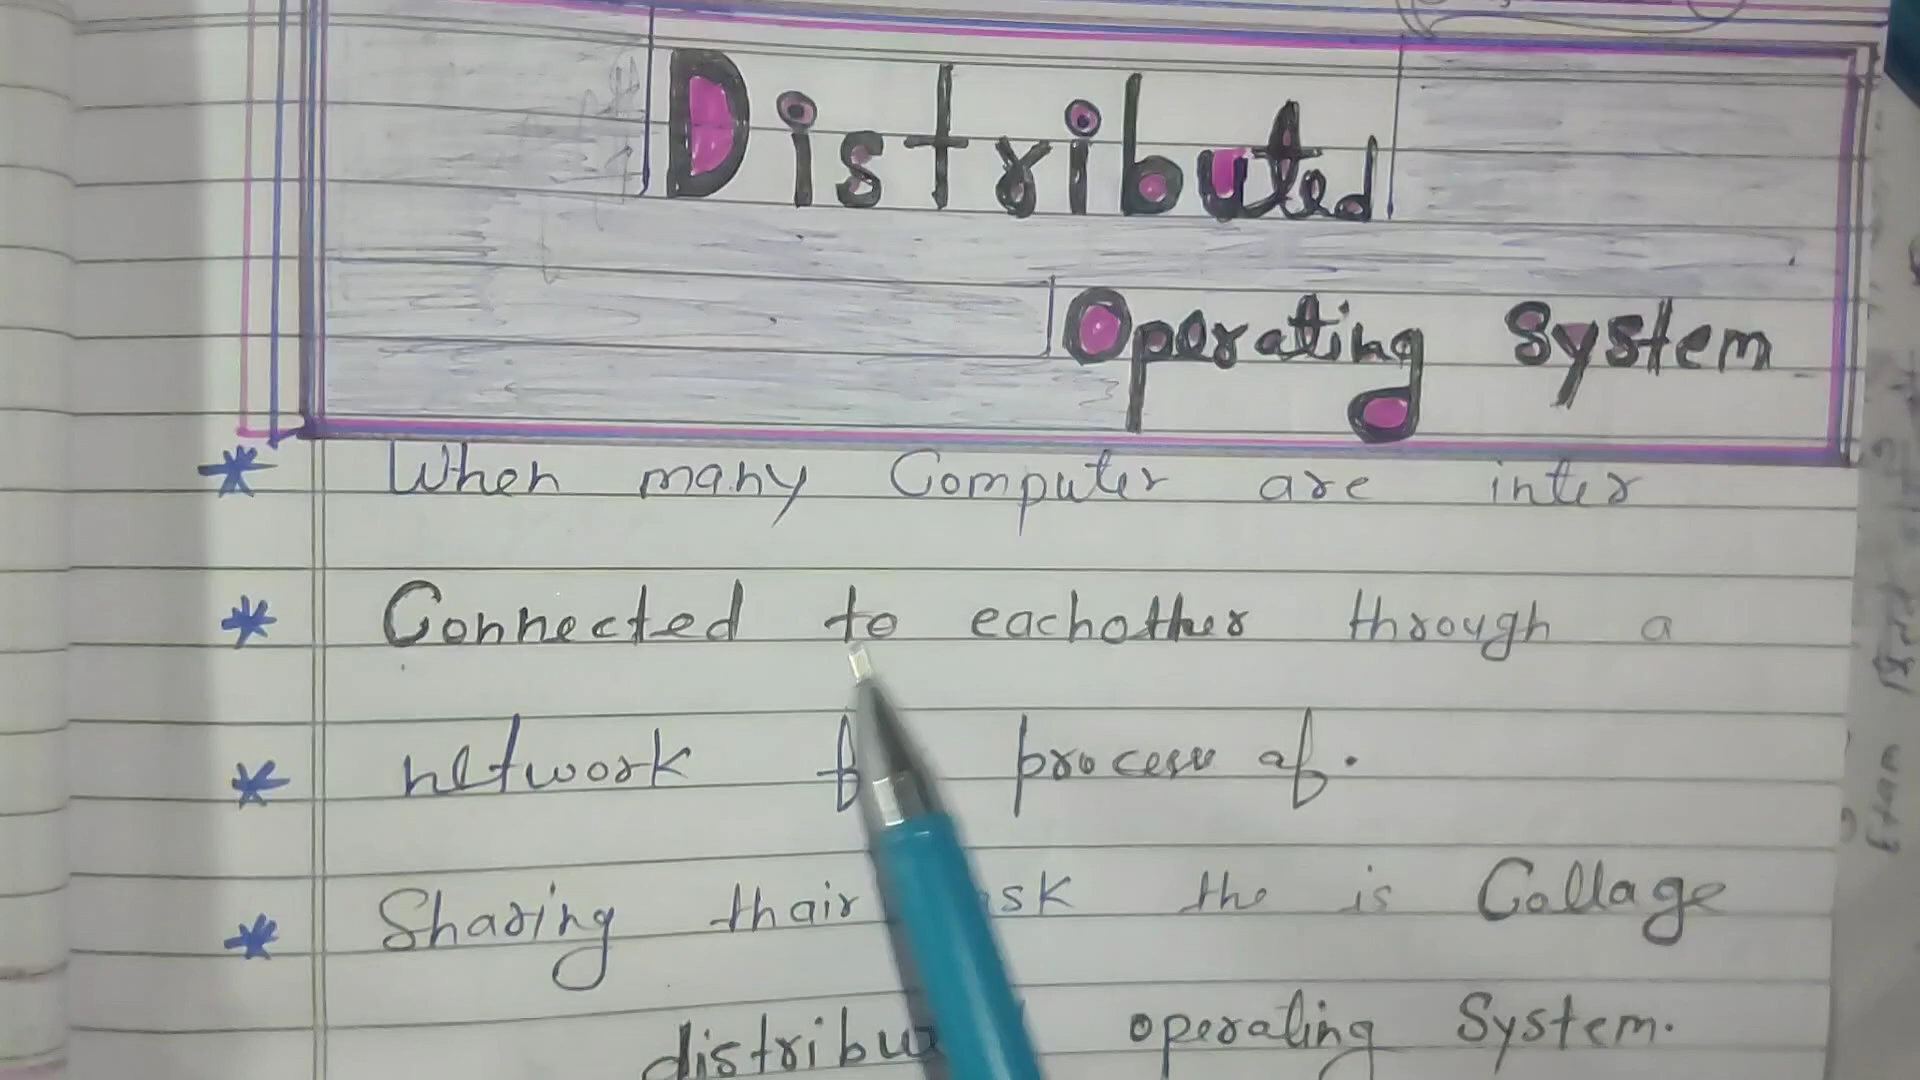 Distributed
Operating System
When many Computer are inter
Connected to eachother through a
network process of.
Sharing thair the is Collage
operating System.